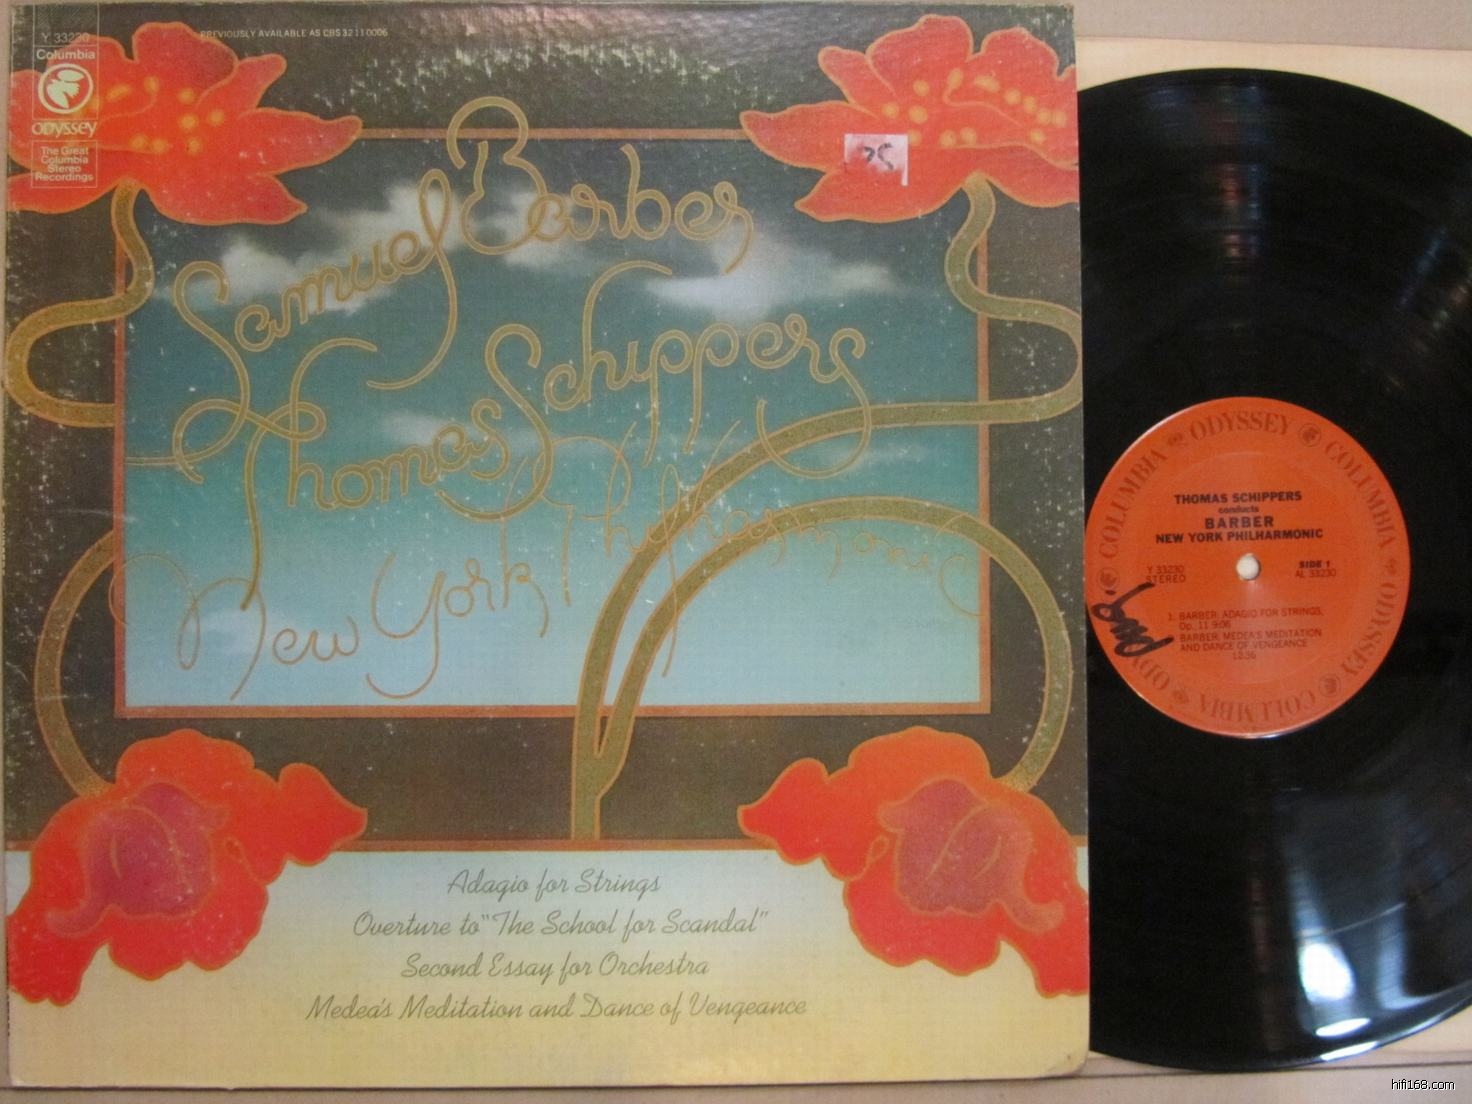 Y 33230
Columbia
ODYSSEY
The Great
Columbia
Stereo
Recordings
PREVIOUSLY AVAILABLE AS CBS 32 11 0006
Samuel Barber
Thomas Schippers
New York Philharmonic
Adagio for Strings
Overture to "The School for Scandal"
Second Essay for Orchestra
Medea's Meditation and Dance of Vengeance
COLUMBIA ODYSSEY COLUMBIA ODYSSEY COLUMBIA ODYSSEY
THOMAS SCHIPPERS
conducts
BARBER
NEW YORK PHILHARMONIC
Y 33230
STEREO
SIDE 1
AL 33230
1. BARBER: ADAGIO FOR STRINGS,
Op. 11 9:06
BARBER: MEDEA'S MEDITATION
AND DANCE OF VENGEANCE
12:36
hifi168.com